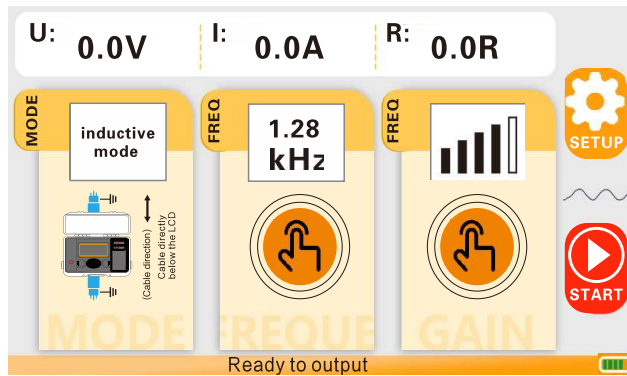 U: 0.0V I: 0.0A R: 0.0R
MODE
inductive
mode
(Cable direction)
Cable directly
below the LCD
MODE
FREQ
1.28
kHz
FREQUE
FREQ
GAIN
SETUP
START
Ready to output